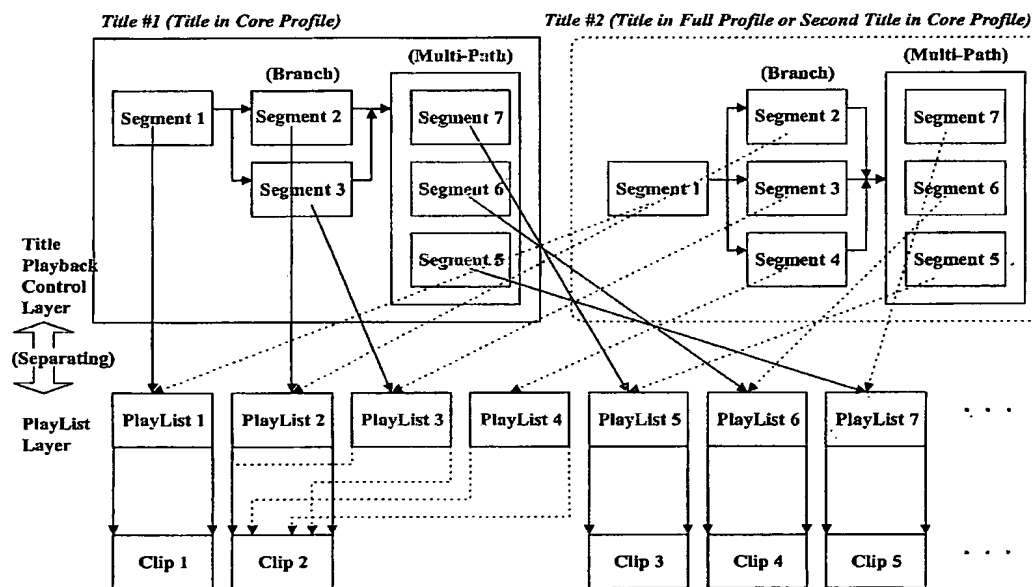 Title #1 (Title in Core Profile)
Title #2 (Title in Full Profile or Second Title in Core Profile)
(Multi-Path)
(Branch)
Segment 1
Segment 2
Segment 7
Segment 3
Segment 6
Segment 5
(Multi-Path)
(Branch)
Segment 2
Segment 7
Segment 1
Segment 3
Segment 6
Segment 4
Segment 5
Title
Playback
Control
Layer
(Separating)
PlayList
Layer
PlayList 1
PlayList 2
PlayList 3
PlayList 4
PlayList 5
PlayList 6
PlayList 7
. . .
Clip 1
Clip 2
Clip 3
Clip 4
Clip 5
. . .